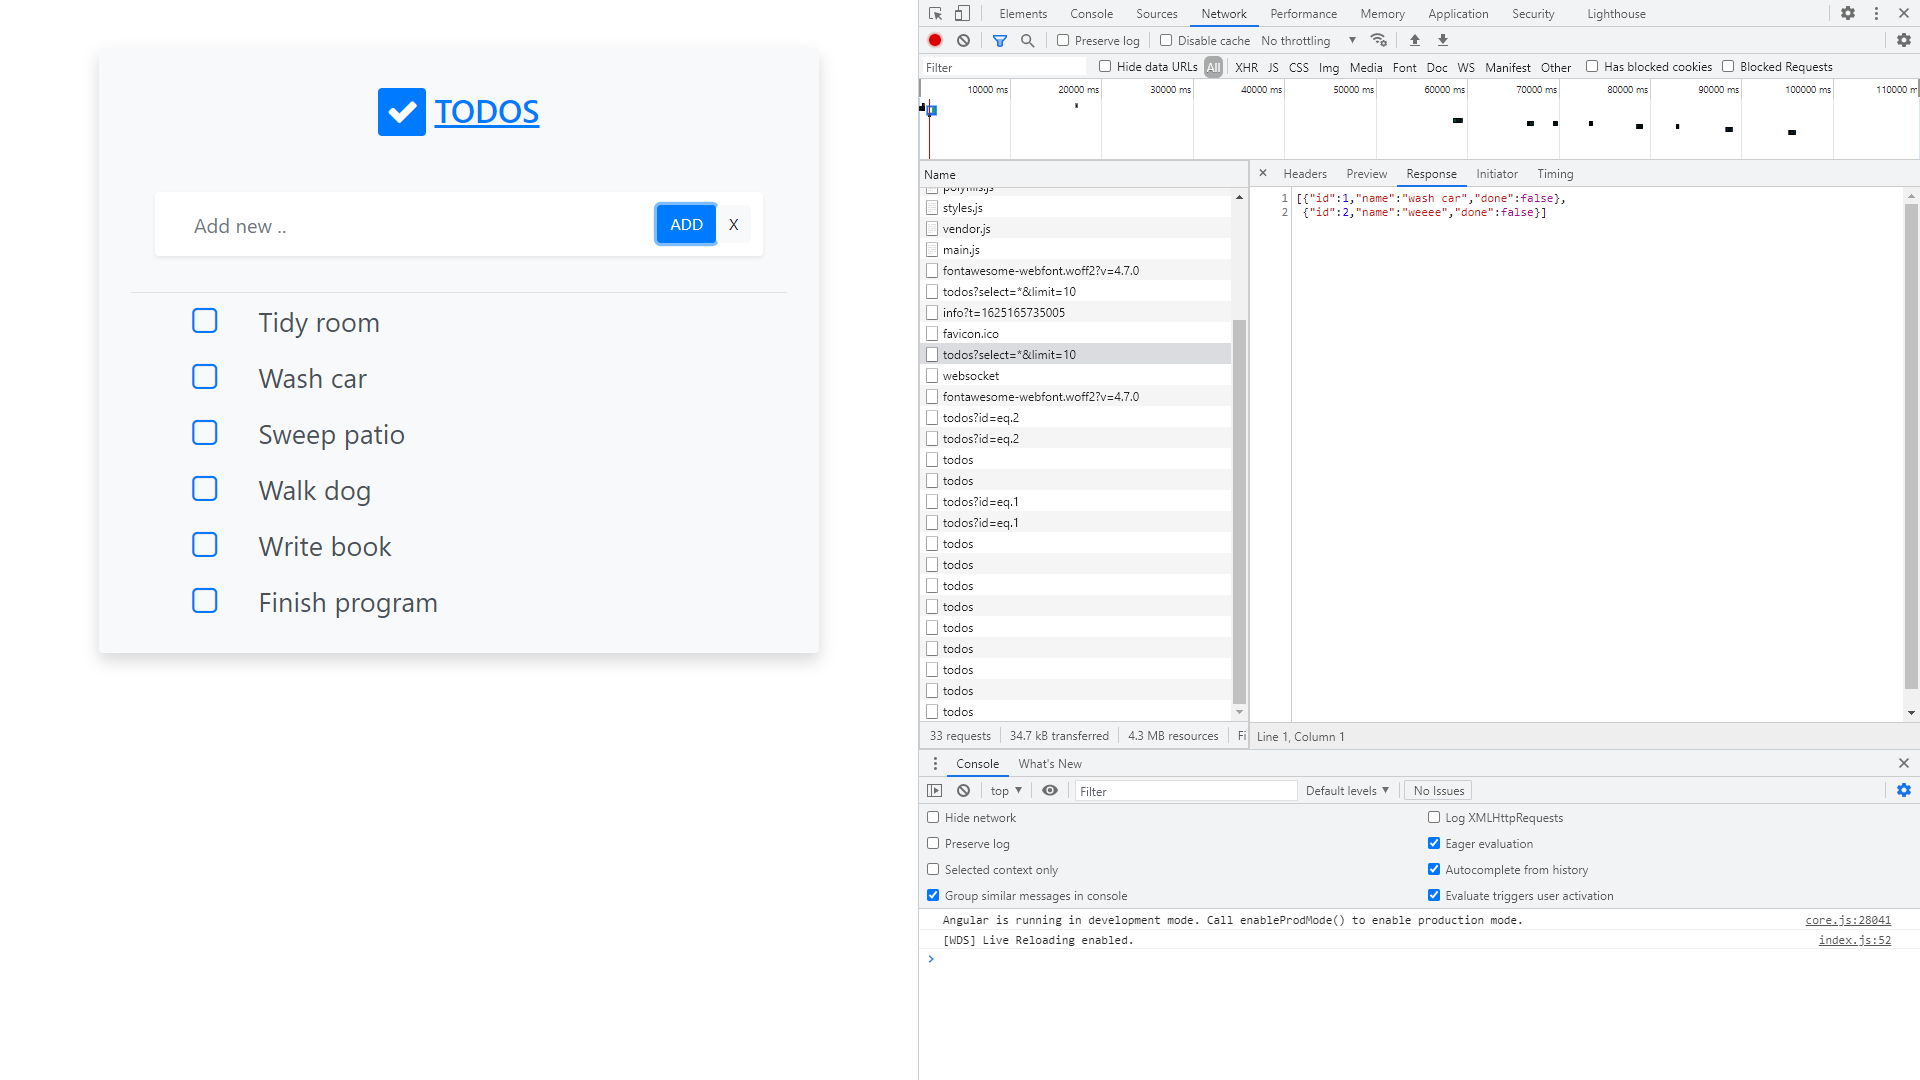 TODOS
Add new ..
ADD
X
Tidy room
Wash car
Sweep patio
Walk dog
Write book
Finish program
Elements Console Sources Network Performance Memory Application Security Lighthouse
Preserve log Disable cache No throttling
Filter Hide data URLs All XHR JS CSS Img Media Font Doc WS Manifest Other Has blocked cookies Blocked Requests
10000 ms 20000 ms 30000 ms 40000 ms 50000 ms 60000 ms 70000 ms 80000 ms 90000 ms 100000 ms 110000 m
Name
polyfills.js
styles.js
vendor.js
main.js
fontawesome-webfont.woff2?v=4.7.0
todos?select=*&limit=10
info?t=1625165735005
favicon.ico
todos?select=*&limit=10
websocket
fontawesome-webfont.woff2?v=4.7.0
todos?id=eq.2
todos?id=eq.2
todos
todos
todos?id=eq.1
todos?id=eq.1
todos
todos
todos
todos
todos
todos
todos
todos
todos
33 requests 34.7 kB transferred 4.3 MB resources Fi
× Headers Preview Response Initiator Timing
1 [{"id":1,"name":"wash car","done":false},
2 {"id":2,"name":"weeee","done":false}]
Line 1, Column 1
Console What's New
top Filter Default levels No Issues
Hide network Log XMLHttpRequests
Preserve log Eager evaluation
Selected context only Autocomplete from history
Group similar messages in console Evaluate triggers user activation
Angular is running in development mode. Call enableProdMode() to enable production mode. core.js:28041
[WDS] Live Reloading enabled. index.js:52